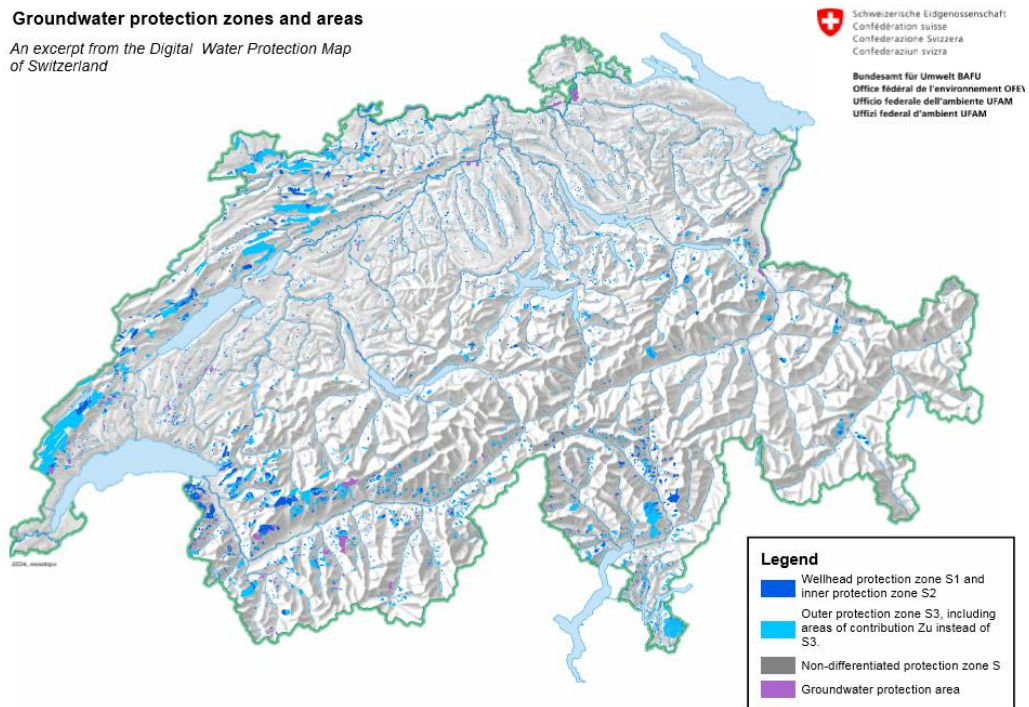 Groundwater protection zones and areas
An excerpt from the Digital Water Protection Map
of Switzerland
Schweizerische Eidgenossenschaft
Confédération suisse
Confederazione Svizzera
Confederaziun svizra
Bundesamt für Umwelt BAFU
Office fédéral de l'environnement OFEV
Ufficio federale dell'ambiente UFAM
Uffizi federal d'ambient UFAM
Legend
Wellhead protection zone S1 and
inner protection zone S2
Outer protection zone S3, including
areas of contribution Zu instead of
S3.
Non-differentiated protection zone S
Groundwater protection area